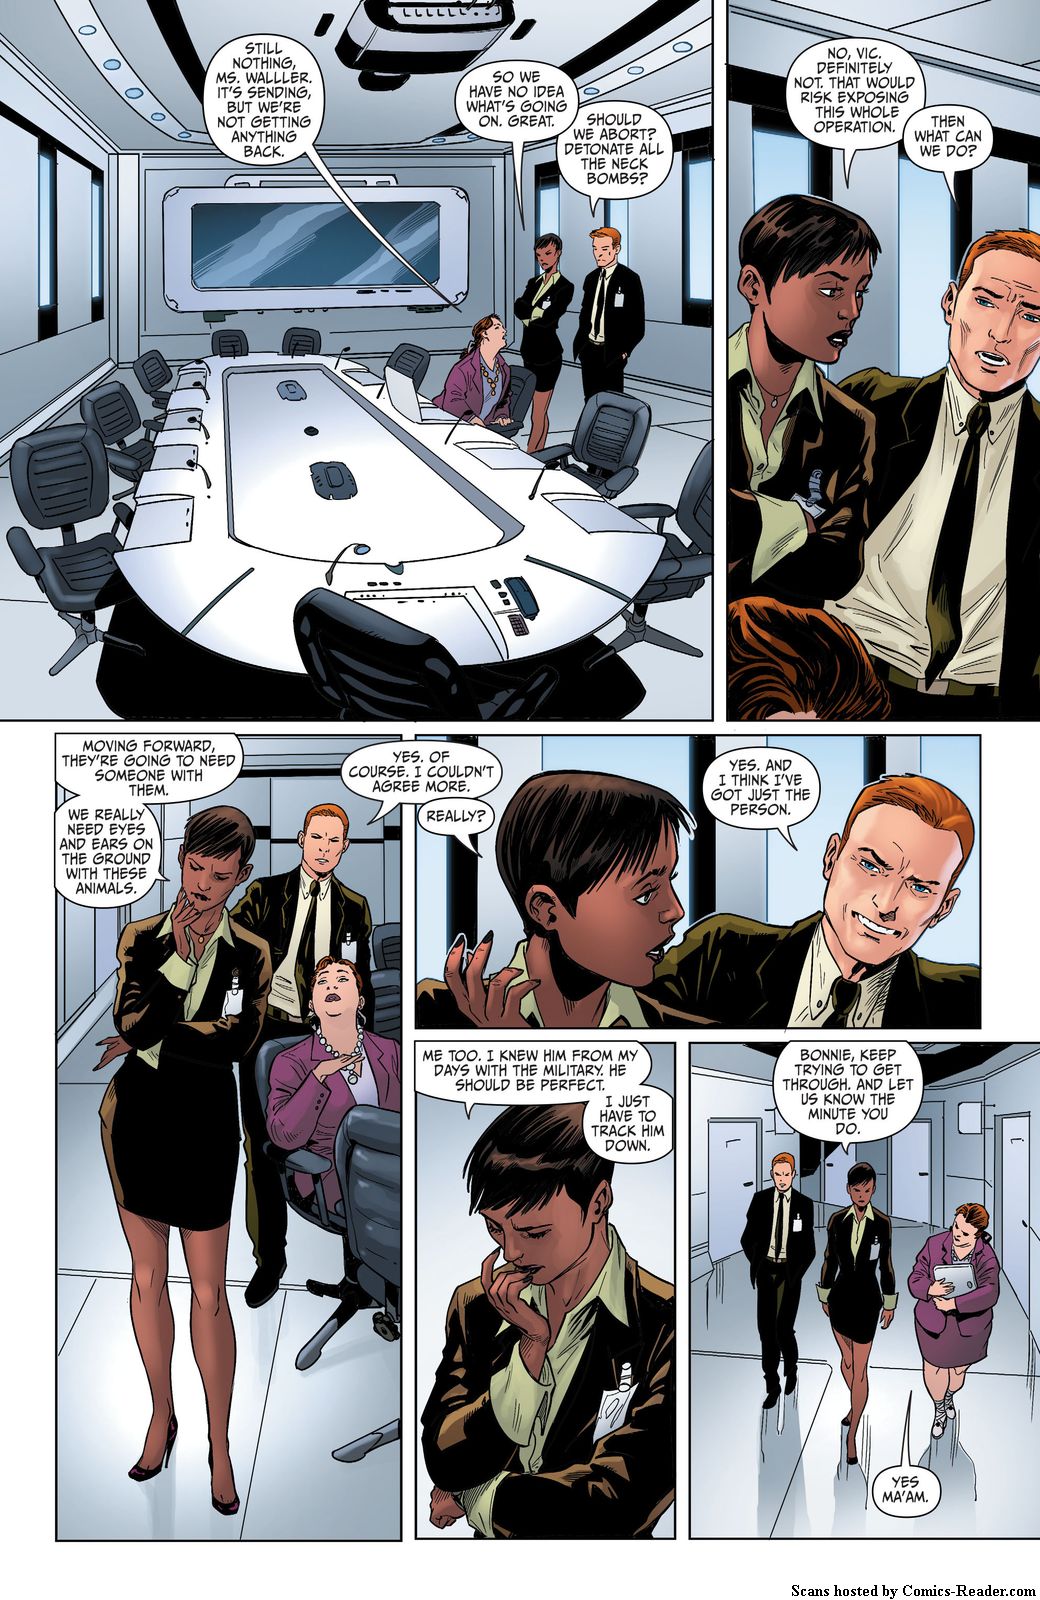 STILL
NOTHING,
MS. WALLLER.
IT'S SENDING,
BUT WE'RE
NOT GETTING
ANYTHING
BACK.
SO WE
HAVE NO IDEA
WHAT'S GOING
ON. GREAT.
SHOULD
WE ABORT?
DETONATE ALL
THE NECK
BOMBS?
NO, VIC.
DEFINITELY
NOT. THAT WOULD
RISK EXPOSING
THIS WHOLE
OPERATION.
THEN
WHAT CAN
WE DO?
MOVING FORWARD,
THEY'RE GOING TO NEED
SOMEONE WITH
THEM.
WE REALLY
NEED EYES
AND EARS ON
THE GROUND
WITH THESE
ANIMALS.
YES. OF
COURSE. I COULDN'T
AGREE MORE.
REALLY?
YES. AND
I THINK I'VE
GOT JUST THE
PERSON.
ME TOO. I KNEW HIM FROM MY
DAYS WITH THE MILITARY. HE
SHOULD BE PERFECT.
I JUST
HAVE TO
TRACK HIM
DOWN.
BONNIE, KEEP
TRYING TO GET
THROUGH. AND LET
US KNOW THE
MINUTE YOU
DO.
YES
MA'AM.
Scans hosted by Comics-Reader.com